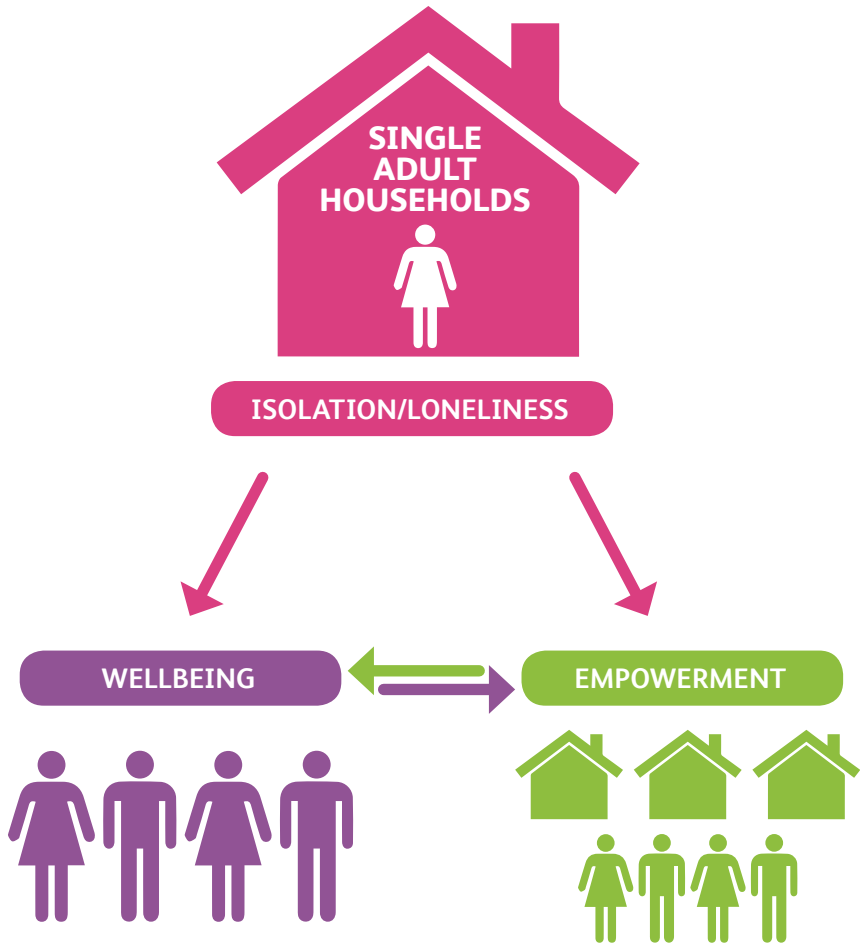 SINGLE
ADULT
HOUSEHOLDS
ISOLATION/LONELINESS
WELLBEING
EMPOWERMENT